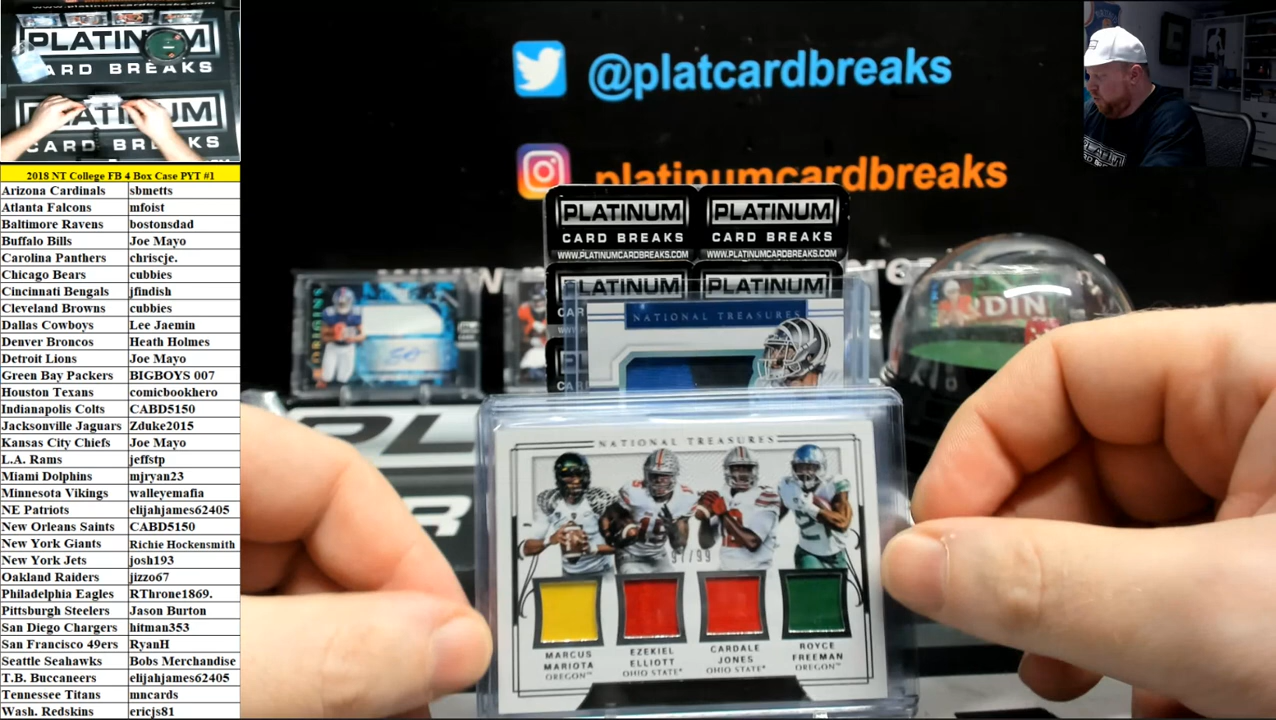 PLATINUM
CARD BREAKS
PLATINUM
CARD BREAKS
2018 NT College FB 4 Box Case PYT #1
Arizona Cardinals sbmetts
Atlanta Falcons mfoist
Baltimore Ravens bostonsdad
Buffalo Bills Joe Mayo
Carolina Panthers chriscje.
Chicago Bears cubbies
Cincinnati Bengals jfindish
Cleveland Browns cubbies
Dallas Cowboys Lee Jaemin
Denver Broncos Heath Holmes
Detroit Lions Joe Mayo
Green Bay Packers BIGBOYS 007
Houston Texans comicbookhero
Indianapolis Colts CABD5150
Jacksonville Jaguars Zduke2015
Kansas City Chiefs Joe Mayo
L.A. Rams jeffstp
Miami Dolphins mjryan23
Minnesota Vikings walleyemafia
NE Patriots elijahjames62405
New Orleans Saints CABD5150
New York Giants Richie Hockensmith
New York Jets josh193
Oakland Raiders jizzo67
Philadelphia Eagles RThrone1869.
Pittsburgh Steelers Jason Burton
San Diego Chargers hitman353
San Francisco 49ers RyanH
Seattle Seahawks Bobs Merchandise
T.B. Buccaneers elijahjames62405
Tennessee Titans mncards
Wash. Redskins ericjs81
@platcardbreaks
platinumcardbreaks
PLATINUM PLATINUM
CARD BREAKS CARD BREAKS
WWW.PLATINUMCARDBREAKS.COM WWW.PLATINUMCARDBREAKS.COM
PLATINUM PLATINUM
NATIONAL TREASURES
ORIGINS
NATIONAL TREASURES
MARCUS MARIOTA OREGON™
EZEKIEL ELLIOTT OHIO STATE®
CARDALE JONES OHIO STATE®
ROYCE FREEMAN OREGON™